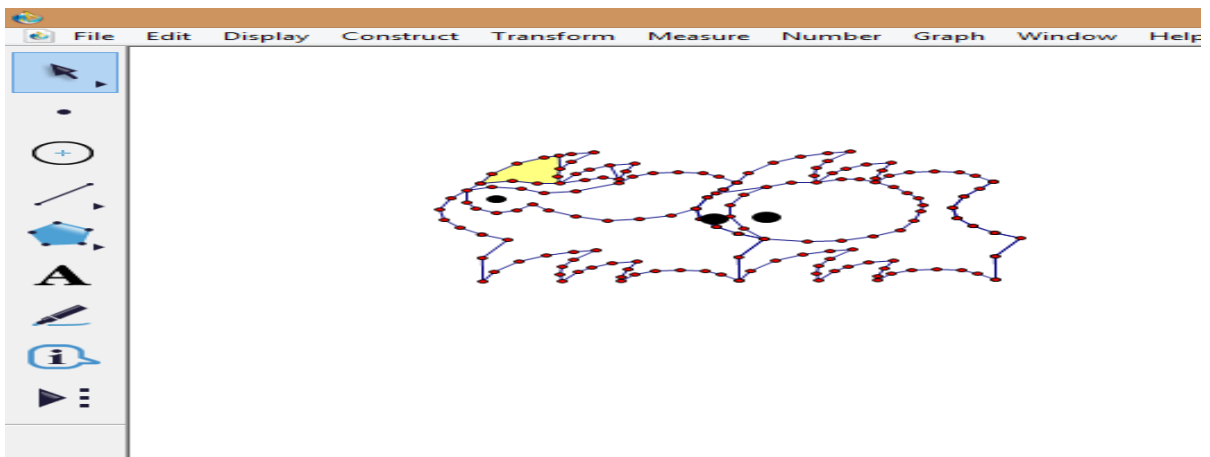 File Edit Display Construct Transform Measure Number Graph Window Help
A
i